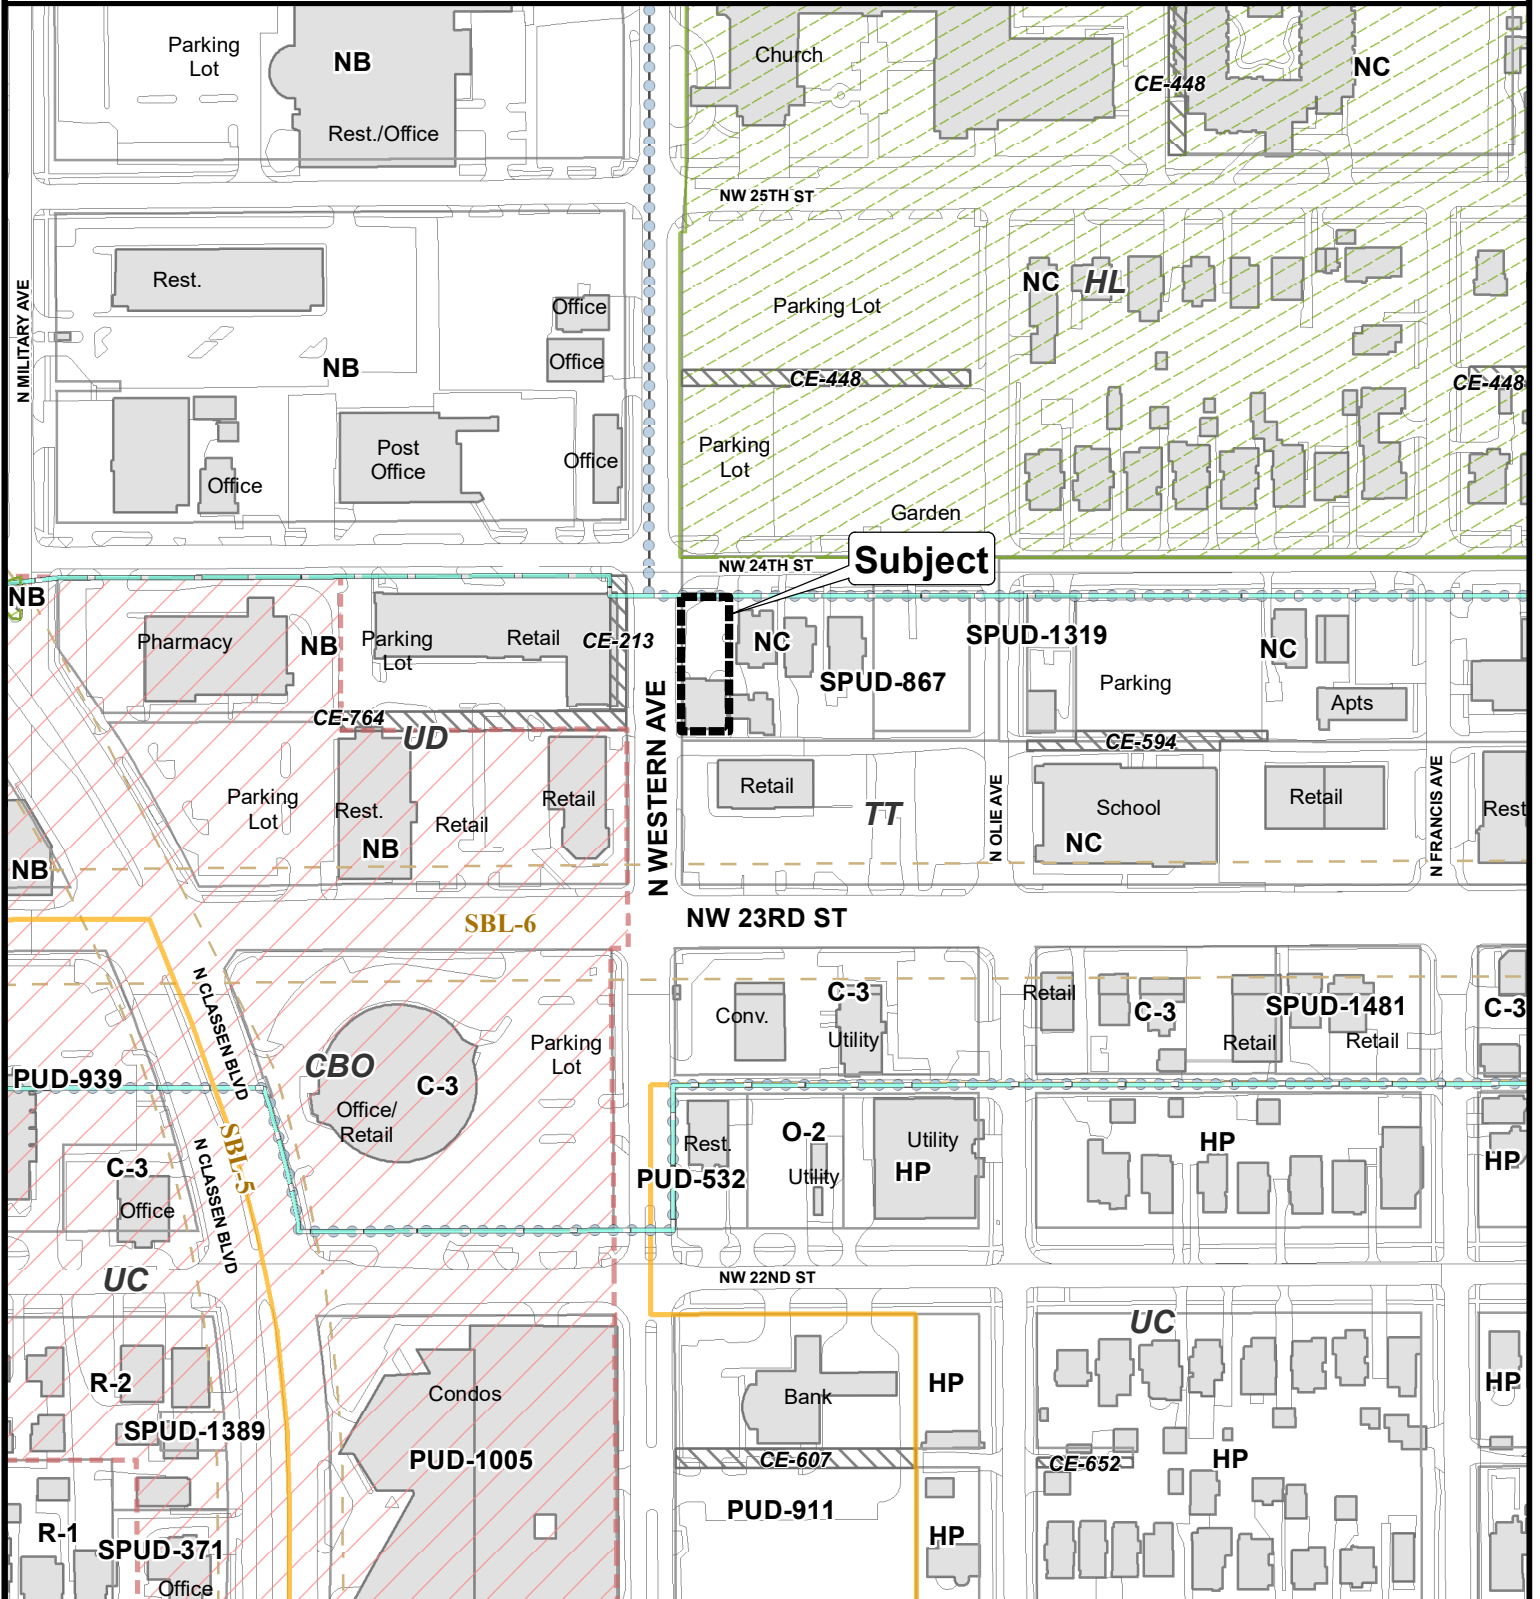 Parking
Lot
NB
Rest./Office
Church
CE-448
NC
NW 25TH ST
N MILITARY AVE
Rest.
Office
Office
NB
Parking Lot
NC
HL
CE-448
CE-448
Post
Office
Office
Office
Parking
Lot
Garden
NW 24TH ST
Subject
NB
Pharmacy
NB
Parking
Lot
Retail
CE-213
NC
SPUD-867
SPUD-1319
Parking
NC
Apts
CE-764
UD
N WESTERN AVE
CE-594
Parking
Lot
Rest.
NB
Retail
Retail
Retail
TT
N OLIE AVE
School
NC
Retail
N FRANCIS AVE
Rest
NB
SBL-6
NW 23RD ST
N CLASSEN BLVD
CBO
C-3
Office/
Retail
Parking
Lot
Conv.
C-3
Utility
Retail
C-3
Retail
SPUD-1481
Retail
C-3
PUD-939
SBL-5
C-3
Office
N CLASSEN BLVD
Rest.
PUD-532
O-2
Utility
Utility
HP
HP
HP
UC
NW 22ND ST
UC
R-2
SPUD-1389
Condos
PUD-1005
Bank
HP
CE-607
PUD-911
HP
CE-652
HP
HP
R-1
SPUD-371
Office